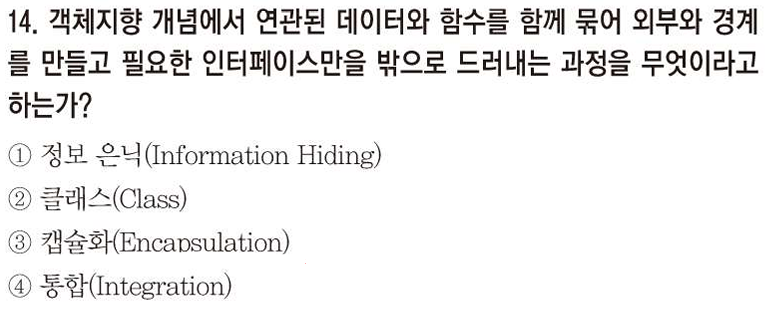 14. 객체지향 개념에서 연관된 데이터와 함수를 함께 묶어 외부와 경계
를 만들고 필요한 인터페이스만을 밖으로 드러내는 과정을 무엇이라고
하는가?
① 정보 은닉(Information Hiding)
② 클래스(Class)
③ 캡슐화(Encapsulation)
④ 통합(Integration)